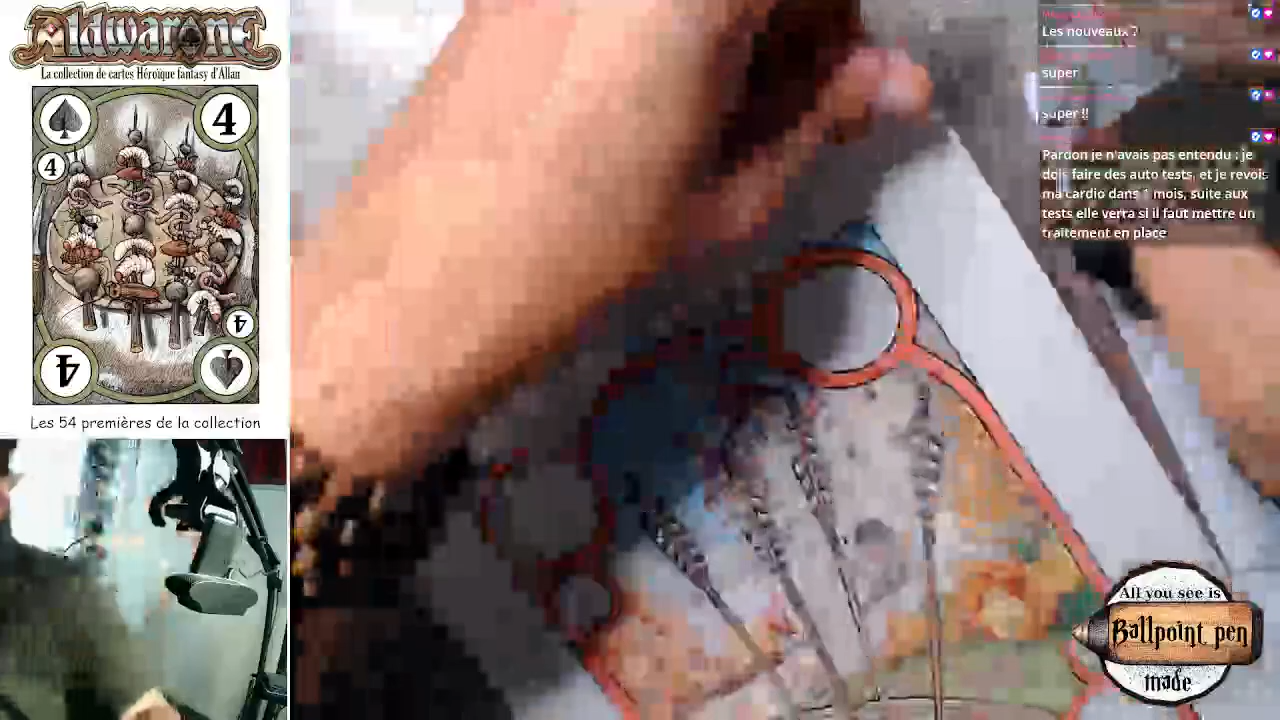 Aldwarone
La collection de cartes Héroïque fantasy d'Allan
4
4
4
4
Les 54 premières de la collection
Les nouveaux ?
super
super !!
Pardon je n'avais pas entendu : je
dois faire des auto tests, et je revois
ma cardio dans 1 mois, suite aux
tests elle verra si il faut mettre un
traitement en place
All you see is
Ballpoint pen
made